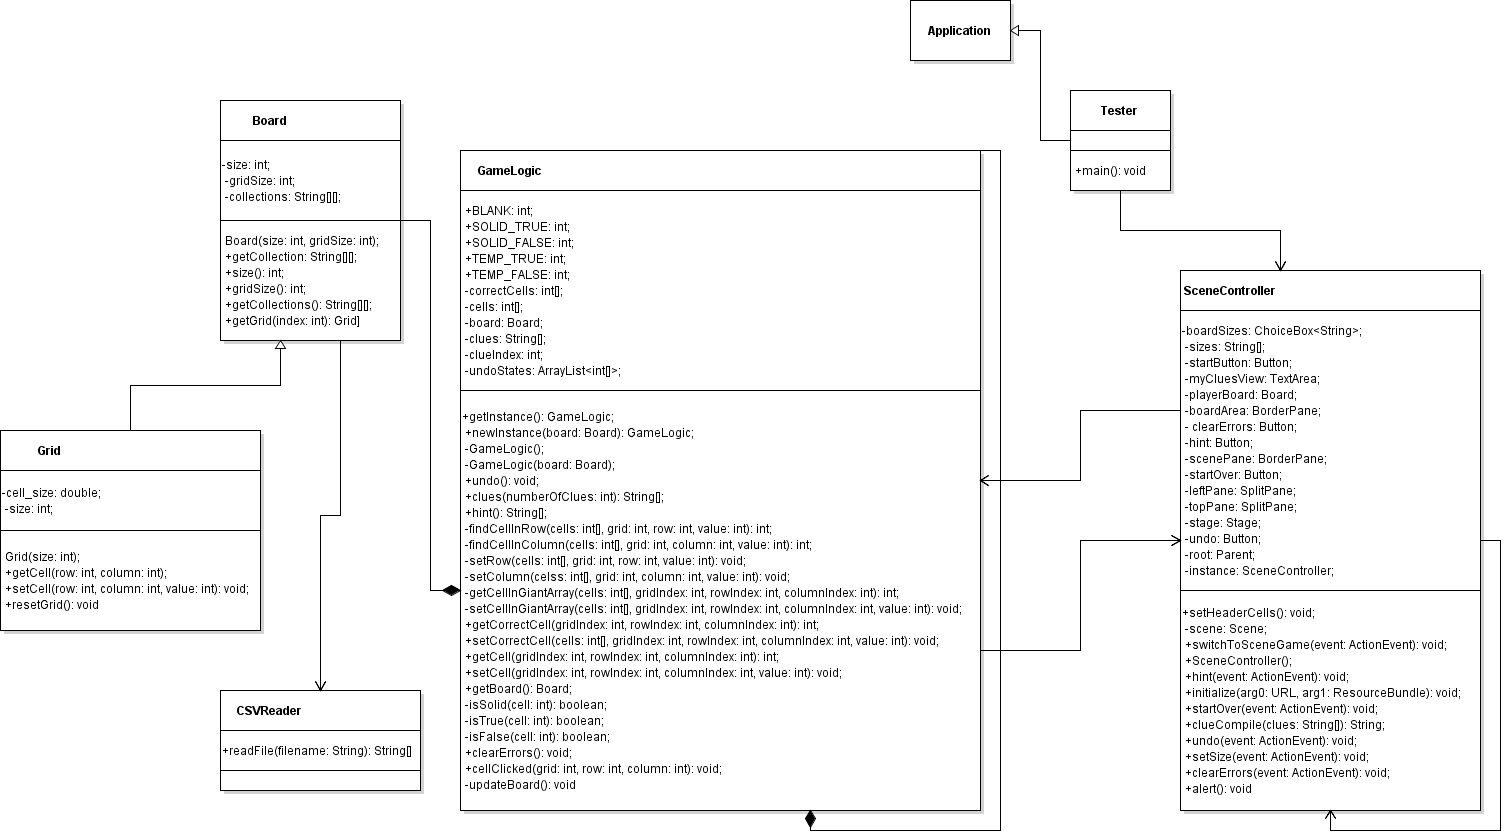 Application
Tester
+main(): void
Board
-size: int;
-gridSize: int;
-collections: String[][];
Board(size: int, gridSize: int);
+getCollection: String[][];
+size(): int;
+gridSize(): int;
+getCollections(): String[][];
+getGrid(index: int): Grid]
GameLogic
+BLANK: int;
+SOLID_TRUE: int;
+SOLID_FALSE: int;
+TEMP_TRUE: int;
+TEMP_FALSE: int;
-correctCells: int[];
-cells: int[];
-board: Board;
-clues: String[];
-clueIndex: int;
-undoStates: ArrayList<int[]>;
+getInstance(): GameLogic;
+newInstance(board: Board): GameLogic;
-GameLogic();
-GameLogic(board: Board);
+undo(): void;
+clues(numberOfClues: int): String[];
+hint(): String[];
-findCellInRow(cells: int[], grid: int, row: int, value: int): int;
-findCellInColumn(cells: int[], grid: int, column: int, value: int): int;
-setRow(cells: int[], grid: int, row: int, value: int): void;
-setColumn(celss: int[], grid: int, column: int, value: int): void;
-getCellInGiantArray(cells: int[], gridIndex: int, rowIndex: int, columnIndex: int): int;
-setCellInGiantArray(cells: int[], gridIndex: int, rowIndex: int, columnIndex: int, value: int): void;
+getCorrectCell(gridIndex: int, rowIndex: int, columnIndex: int): int;
+setCorrectCell(cells: int[], gridIndex: int, rowIndex: int, columnIndex: int, value: int): void;
+getCell(gridIndex: int, rowIndex: int, columnIndex: int): int;
+setCell(gridIndex: int, rowIndex: int, columnIndex: int, value: int): void;
+getBoard(): Board;
-isSolid(cell: int): boolean;
-isTrue(cell: int): boolean;
-isFalse(cell: int): boolean;
+clearErrors(): void;
+cellClicked(grid: int, row: int, column: int): void;
-updateBoard(): void
SceneController
-boardSizes: ChoiceBox<String>;
-sizes: String[];
-startButton: Button;
-myCluesView: TextArea;
-playerBoard: Board;
-boardArea: BorderPane;
- clearErrors: Button;
-hint: Button;
-scenePane: BorderPane;
-startOver: Button;
-leftPane: SplitPane;
-topPane: SplitPane;
-stage: Stage;
-undo: Button;
-root: Parent;
-instance: SceneController;
+setHeaderCells(): void;
-scene: Scene;
+switchToSceneGame(event: ActionEvent): void;
+SceneController();
+hint(event: ActionEvent): void;
+initialize(arg0: URL, arg1: ResourceBundle): void;
+startOver(event: ActionEvent): void;
+clueCompile(clues: String[]): String;
+undo(event: ActionEvent): void;
+setSize(event: ActionEvent): void;
+clearErrors(event: ActionEvent): void;
+alert(): void
Grid
-cell_size: double;
-size: int;
Grid(size: int);
+getCell(row: int, column: int);
+setCell(row: int, column: int, value: int): void;
+resetGrid(): void
CSVReader
+readFile(filename: String): String[]